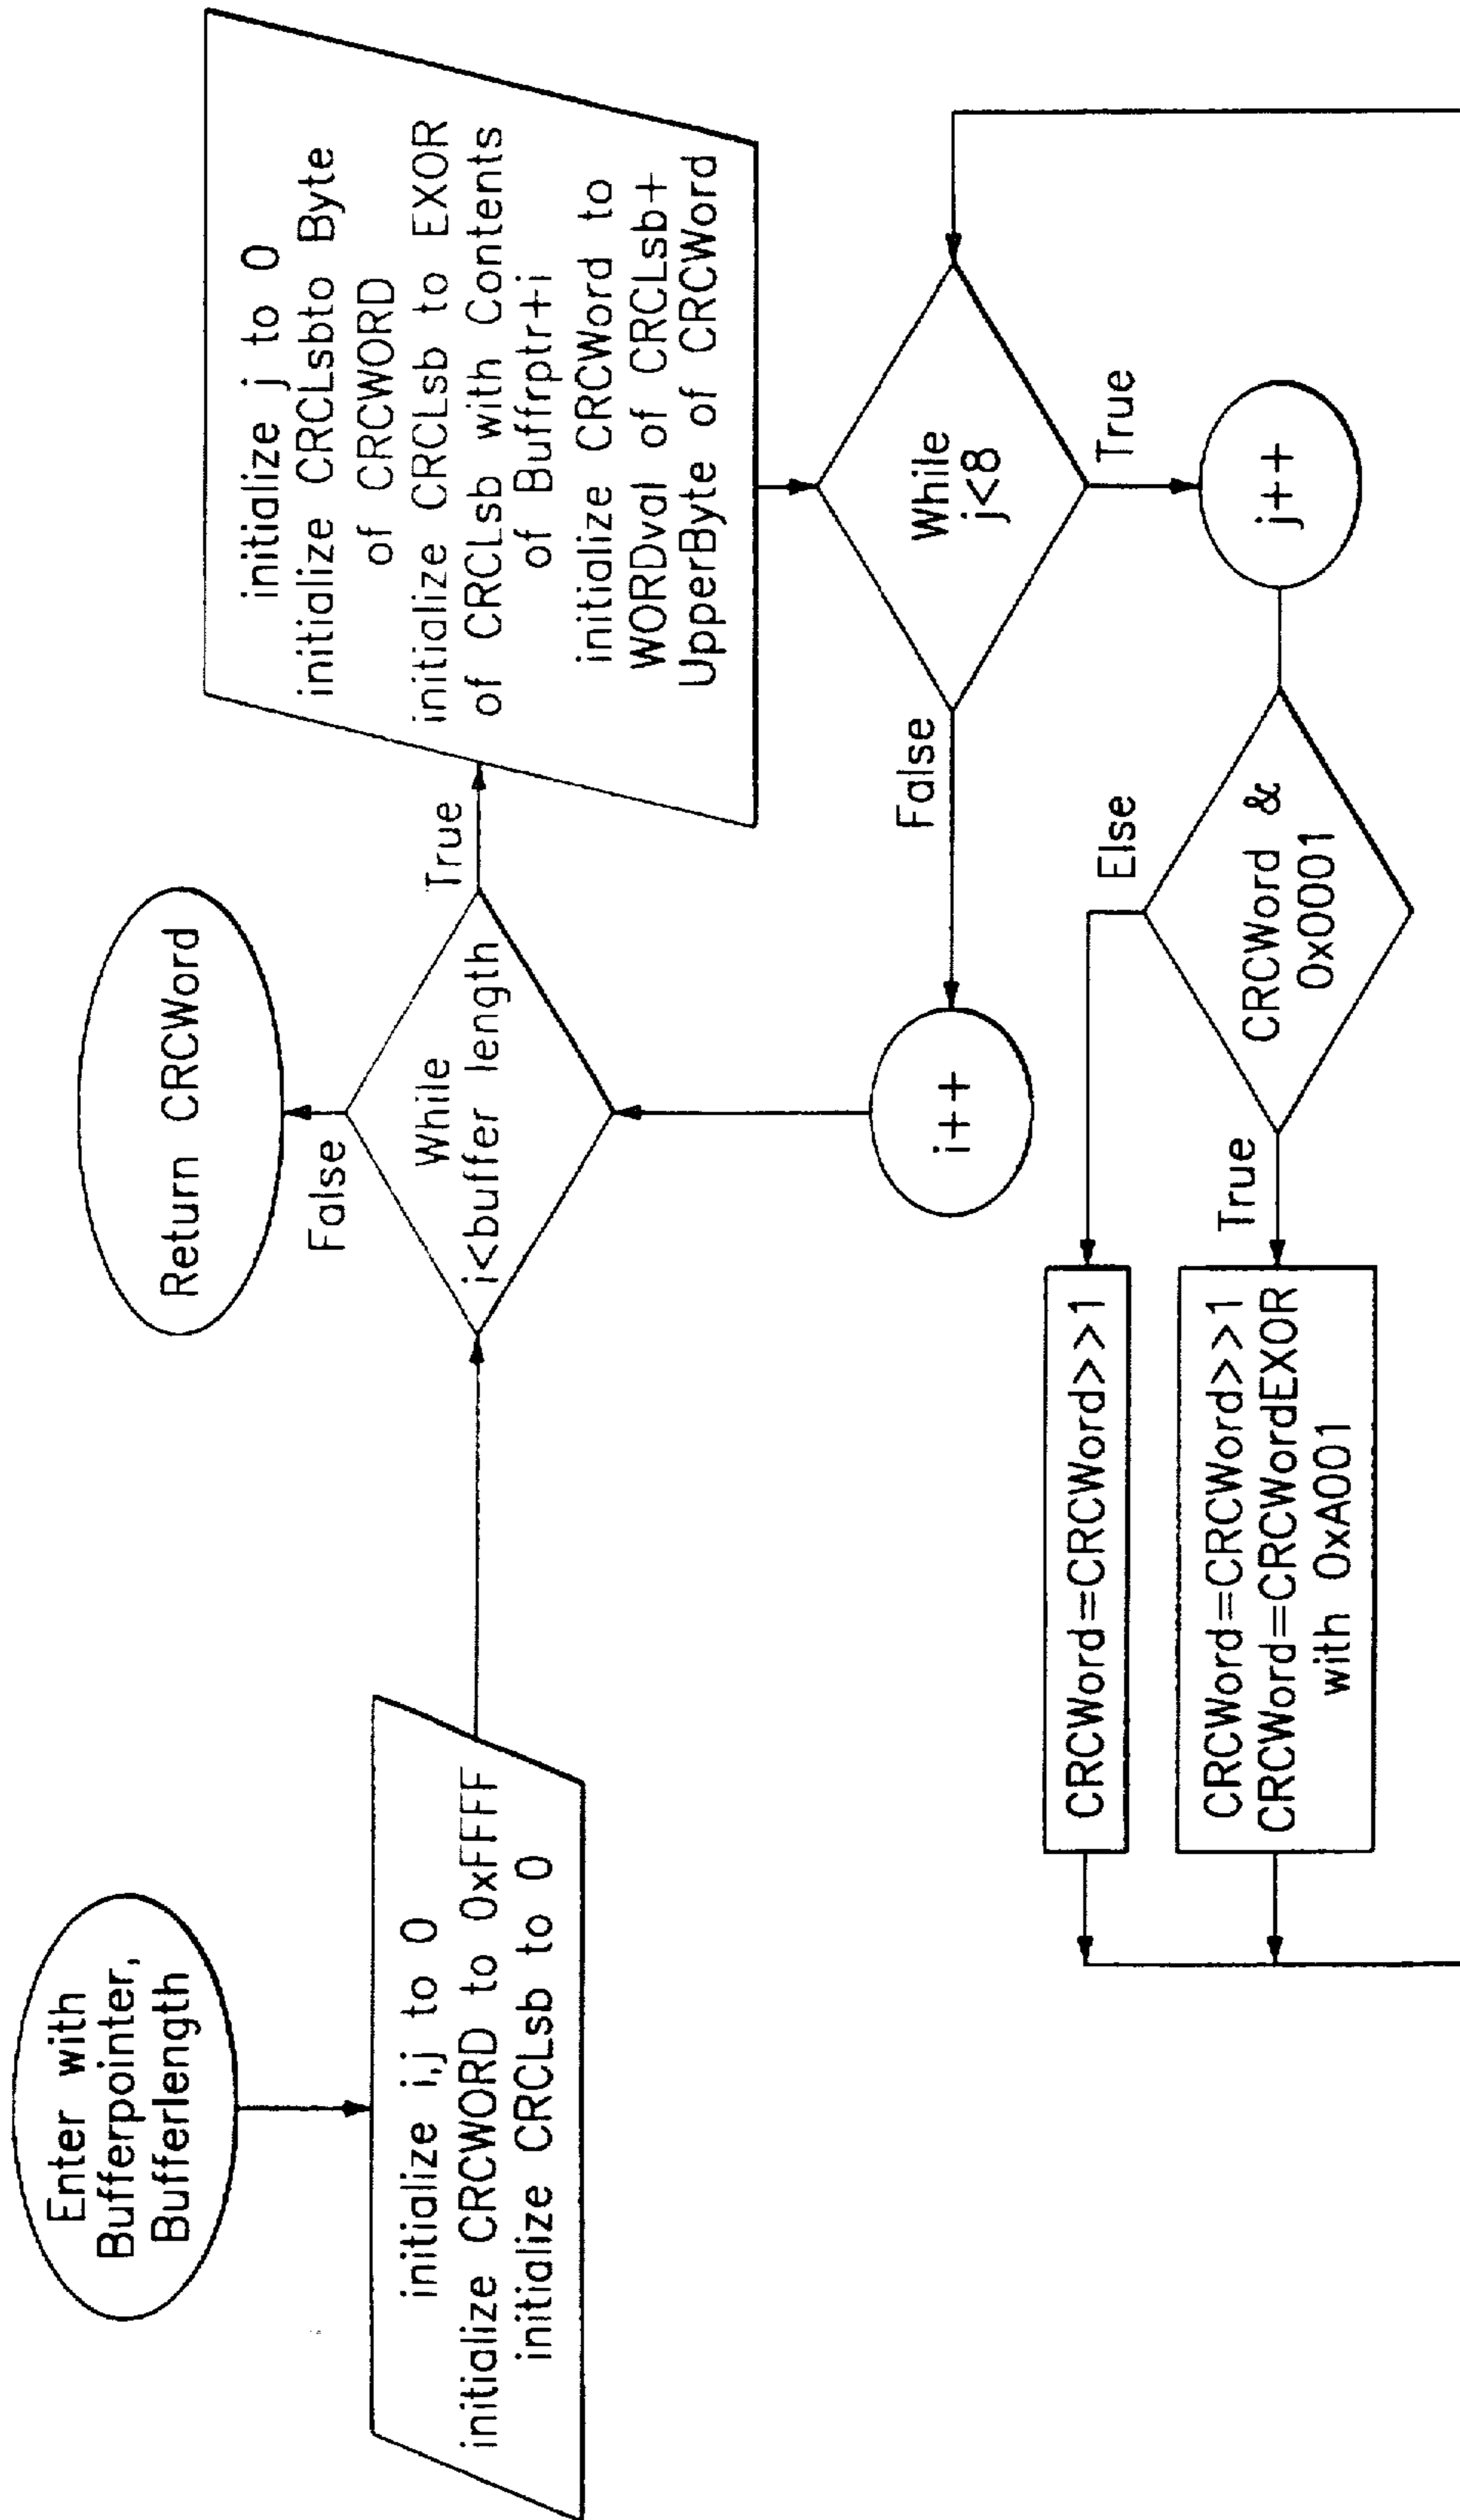 Enter with
Bufferpointer,
Bufferlength
initialize i,j to 0
initialize CRCWORD to 0xFFFF
initialize CRCLsb to 0
While
i<buffer length
False
Return CRCWord
True
initialize j to 0
initialize CRCLsbto Byte
of CRCWORD
initialize CRCLsb to EXOR
of CRCLsb with Contents
of Buffrptr+i
initialize CRCWord to
WORDval of CRCLsb+
UpperByte of CRCWord
While
j<8
False
i++
True
j++
CRCWord &
0x0001
Else
CRCWord=CRCWord>>1
True
CRCWord=CRCWord>>1
CRCWord=CRCWordEXOR
with 0xA001